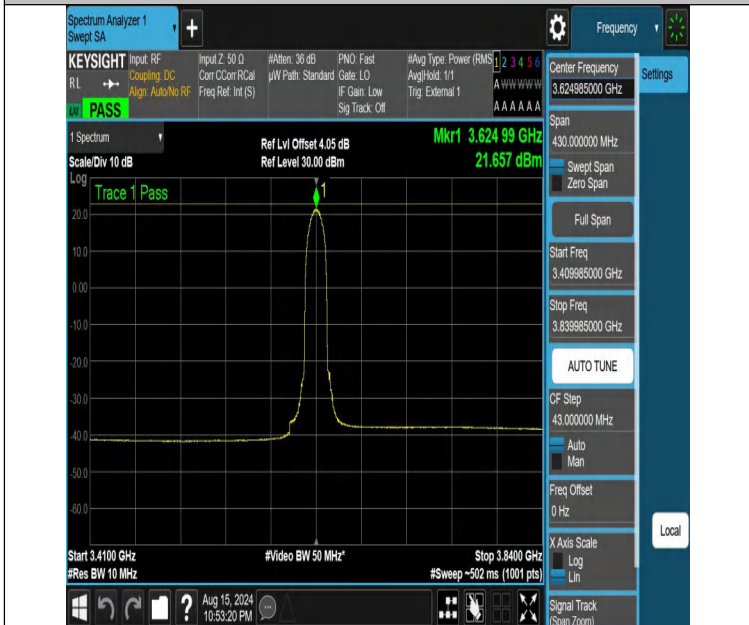 Spectrum Analyzer 1
Swept SA
+
Frequency
KEYSIGHT
RL
PASS
Input: RF
Coupling: DC
Align: Auto/No RF
Input Z: 50 Ω
Corr CCorr RCal
Freq Ref: Int (S)
#Atten: 36 dB
µW Path: Standard
PNO: Fast
Gate: LO
IF Gain: Low
Sig Track: Off
#Avg Type: Power (RMS
Avg|Hold: 1/1
Trig: External 1
1 2 3 4 5 6
A W W W W W
A A A A A A
1 Spectrum
Scale/Div 10 dB
Log
Ref Lvl Offset 4.05 dB
Ref Level 30.00 dBm
Mkr1 3.624 99 GHz
21.657 dBm
Trace 1 Pass
1
20.0
10.0
0.00
-10.0
-20.0
-30.0
-40.0
-50.0
-60.0
Start 3.4100 GHz
#Res BW 10 MHz
#Video BW 50 MHz*
Stop 3.8400 GHz
#Sweep ~502 ms (1001 pts)
?
Aug 15, 2024
10:53:20 PM
Center Frequency
3.624985000 GHz
Settings
Span
430.000000 MHz
Swept Span
Zero Span
Full Span
Start Freq
3.409985000 GHz
Stop Freq
3.839985000 GHz
AUTO TUNE
CF Step
43.000000 MHz
Auto
Man
Freq Offset
0 Hz
Local
X Axis Scale
Log
Lin
Signal Track
(Span Zoom)